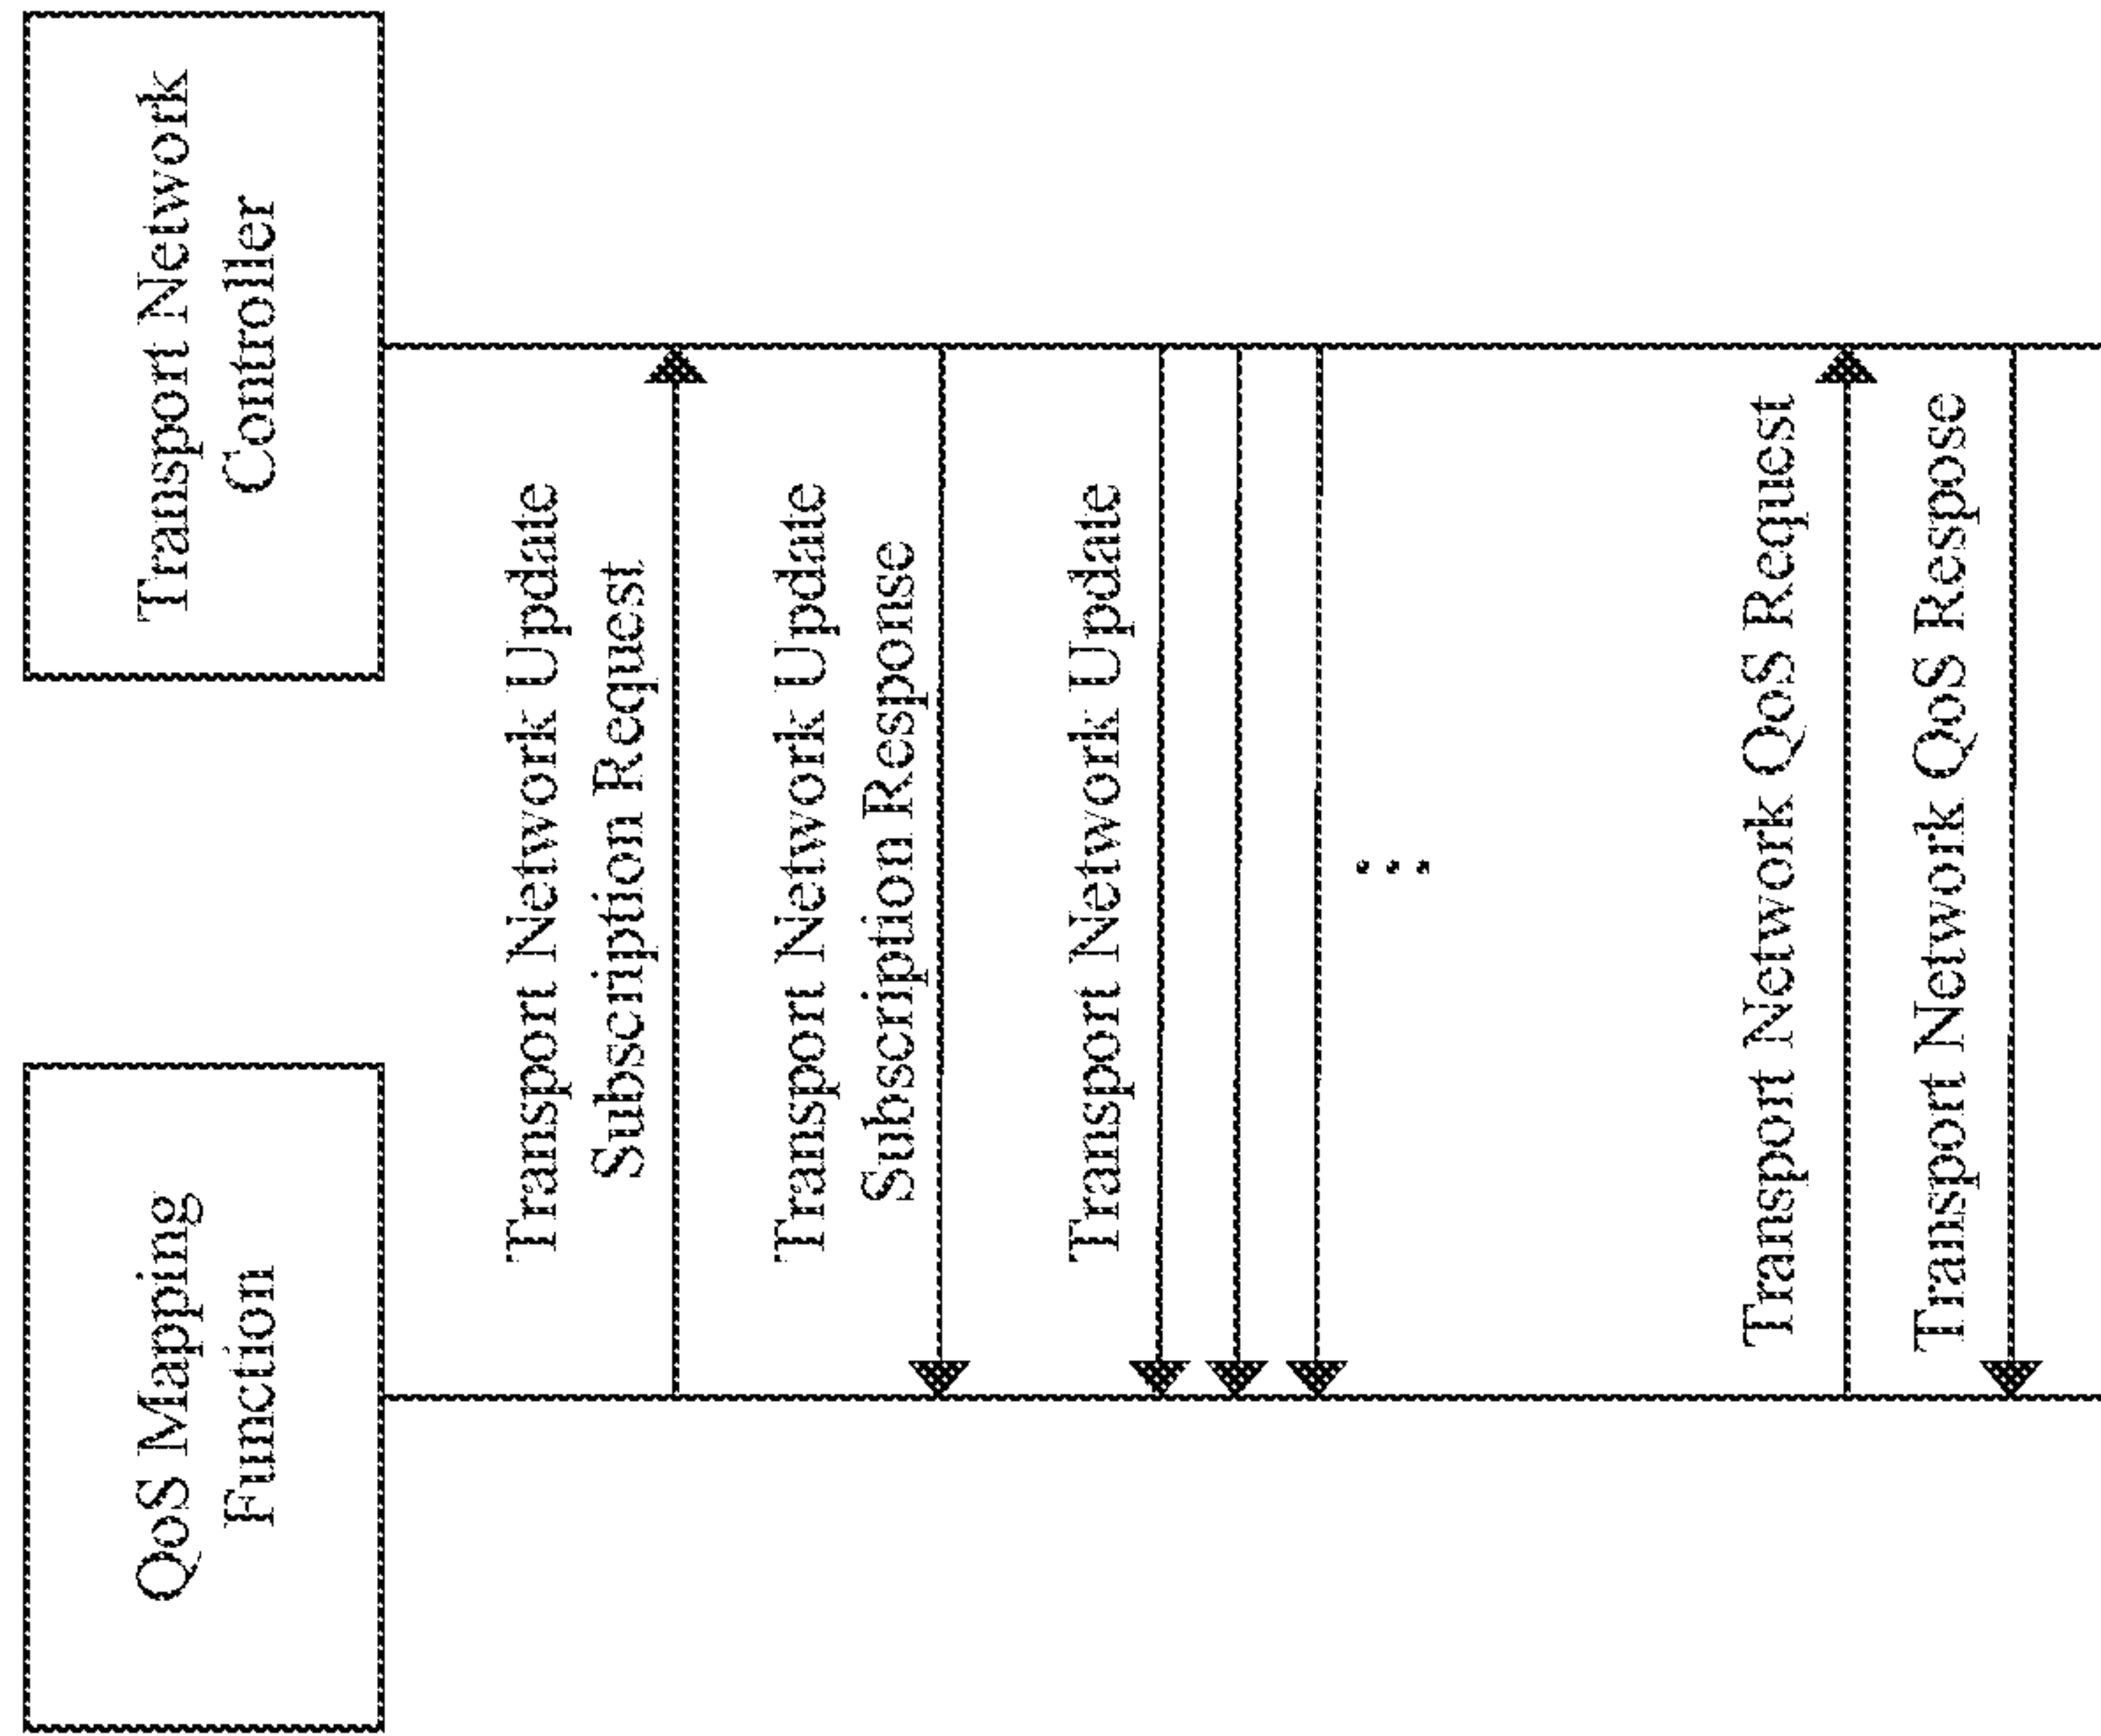 QoS Mapping
Function
Transport Network
Controller
Transport Network Update
Subscription Request
Transport Network Update
Subscription Response
Transport Network Update
...
Transport Network QoS Request
Transport Network QoS Respose